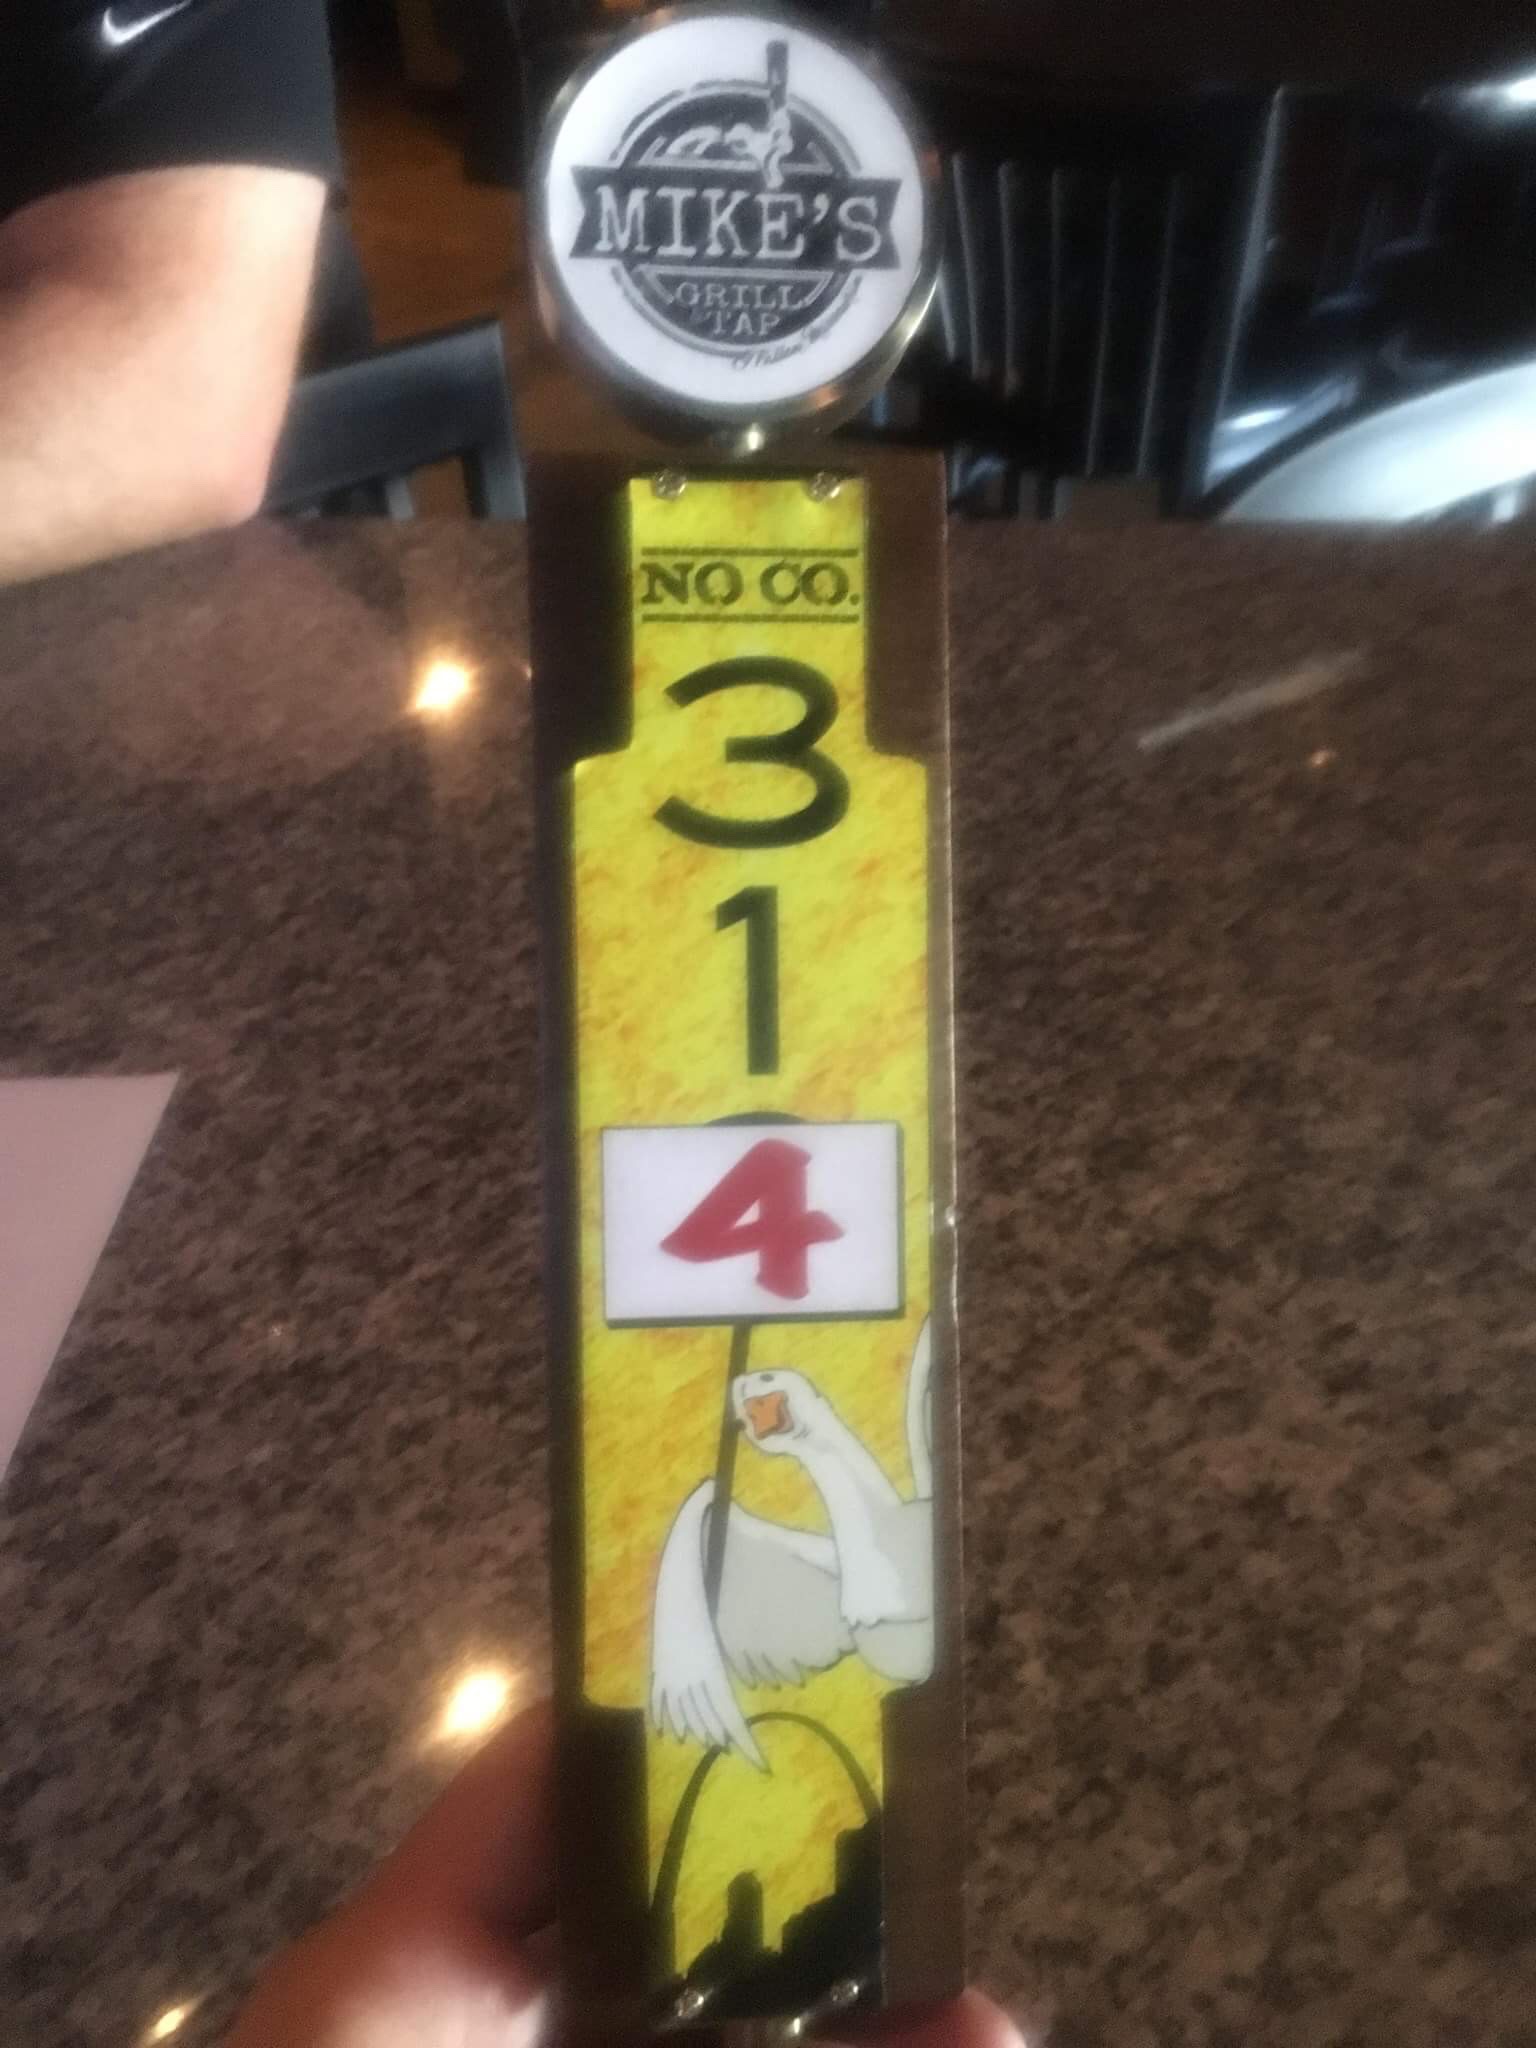 MIKE'S
GRILL
& TAP
NO CO.
3
1
4